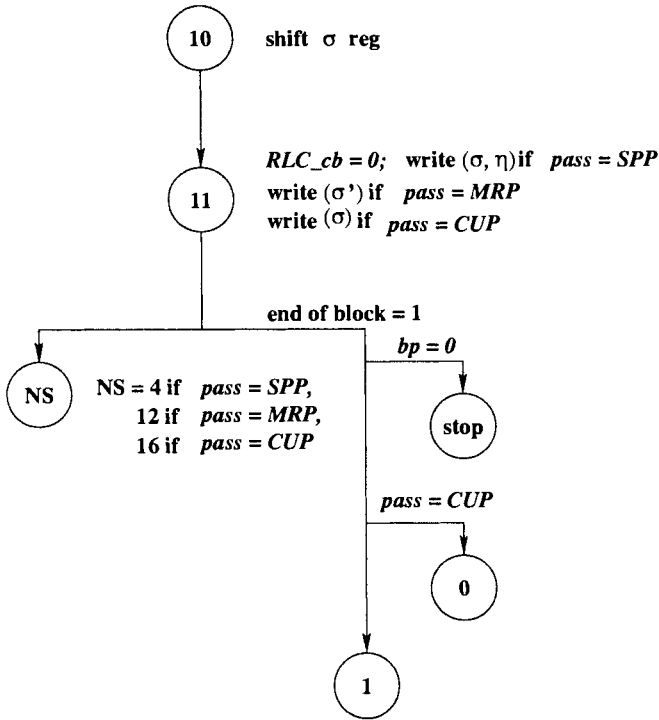 10 shift σ reg
RLC_cb = 0; write (σ, η) if pass = SPP
11 write (σ') if pass = MRP
write (σ) if pass = CUP
end of block = 1
bp = 0
NS NS = 4 if pass = SPP,
12 if pass = MRP,
stop
16 if pass = CUP
pass = CUP
0
1